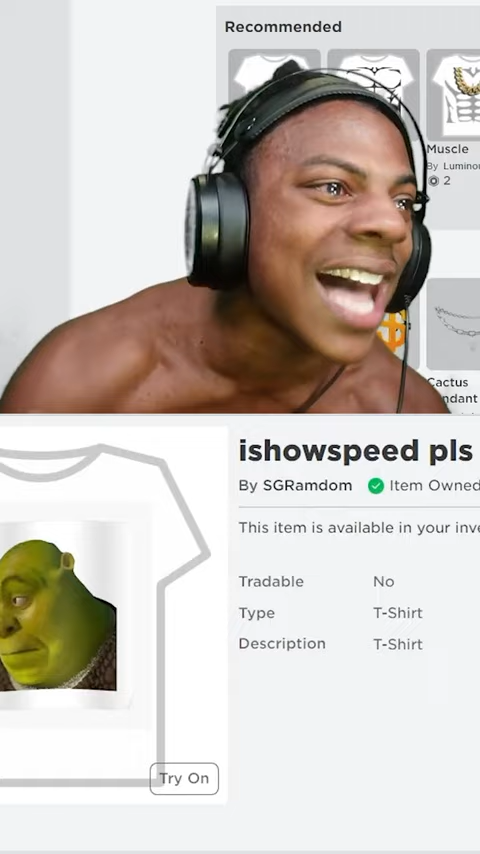 Recommended
Muscle
By Luminou
2
Cactus
ndant
ishowspeed pls
By SGRamdom Item Owned
This item is available in your inve
Tradable No
Type T-Shirt
Description T-Shirt
Try On